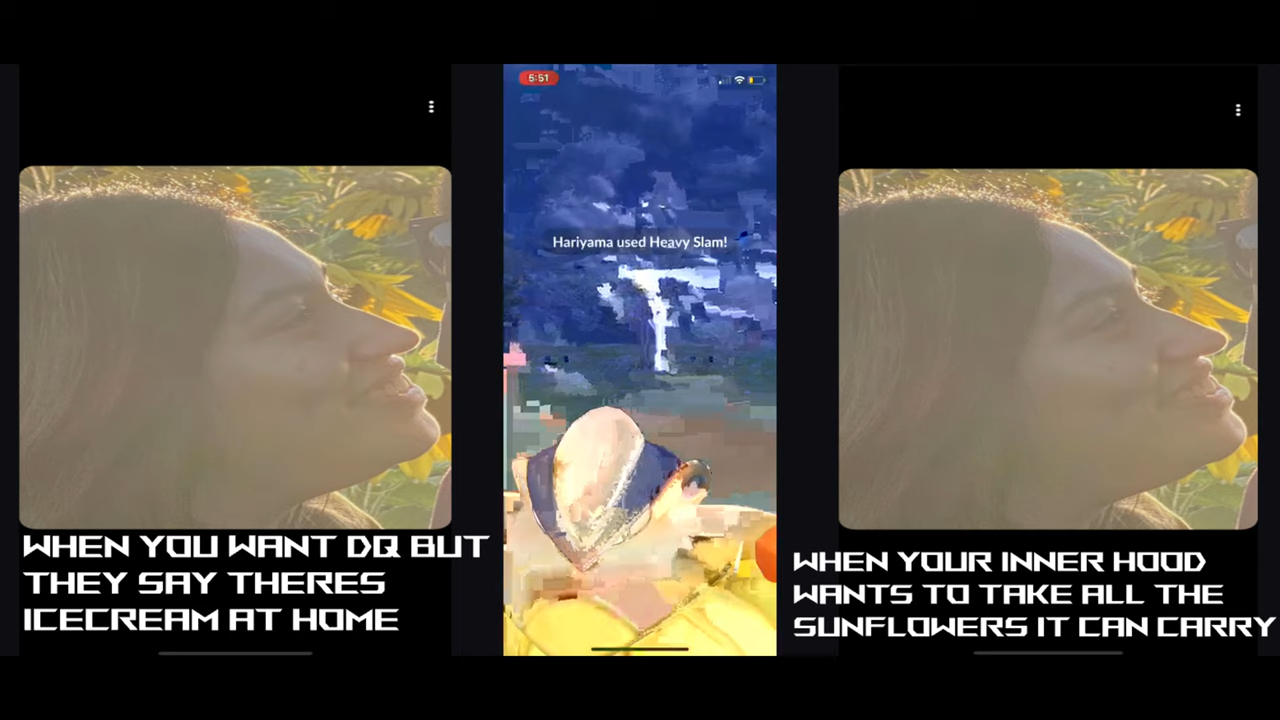 5:51
Hariyama used Heavy Slam!
WHEN YOU WANT DQ BUT
THEY SAY THERES
ICECREAM AT HOME
WHEN YOUR INNER HOOD
WANTS TO TAKE ALL THE
SUNFLOWERS IT CAN CARRY